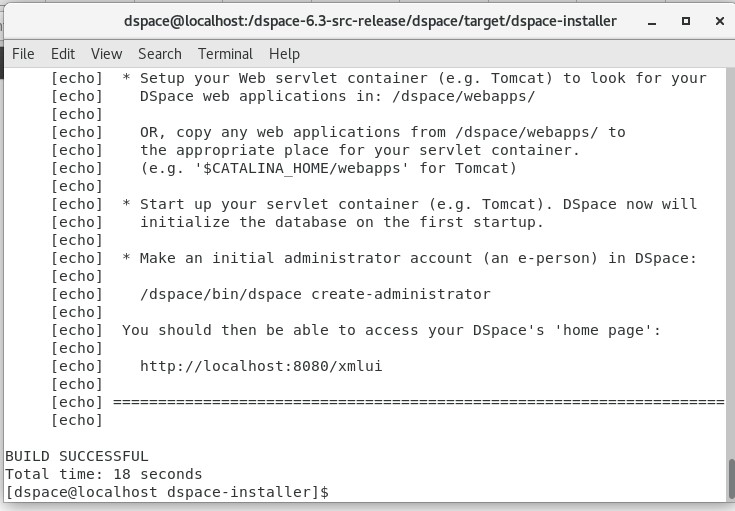 dspace@localhost:/dspace-6.3-src-release/dspace/target/dspace-installer
File Edit View Search Terminal Help
[echo]  * Setup your Web servlet container (e.g. Tomcat) to look for your
[echo]    DSpace web applications in: /dspace/webapps/
[echo]
[echo]    OR, copy any web applications from /dspace/webapps/ to
[echo]    the appropriate place for your servlet container.
[echo]    (e.g. '$CATALINA_HOME/webapps' for Tomcat)
[echo]
[echo]  * Start up your servlet container (e.g. Tomcat). DSpace now will
[echo]    initialize the database on the first startup.
[echo]
[echo]  * Make an initial administrator account (an e-person) in DSpace:
[echo]
[echo]    /dspace/bin/dspace create-administrator
[echo]
[echo]  You should then be able to access your DSpace's 'home page':
[echo]
[echo]    http://localhost:8080/xmlui
[echo]
[echo] ====================================================================
[echo]
BUILD SUCCESSFUL
Total time: 18 seconds
[dspace@localhost dspace-installer]$